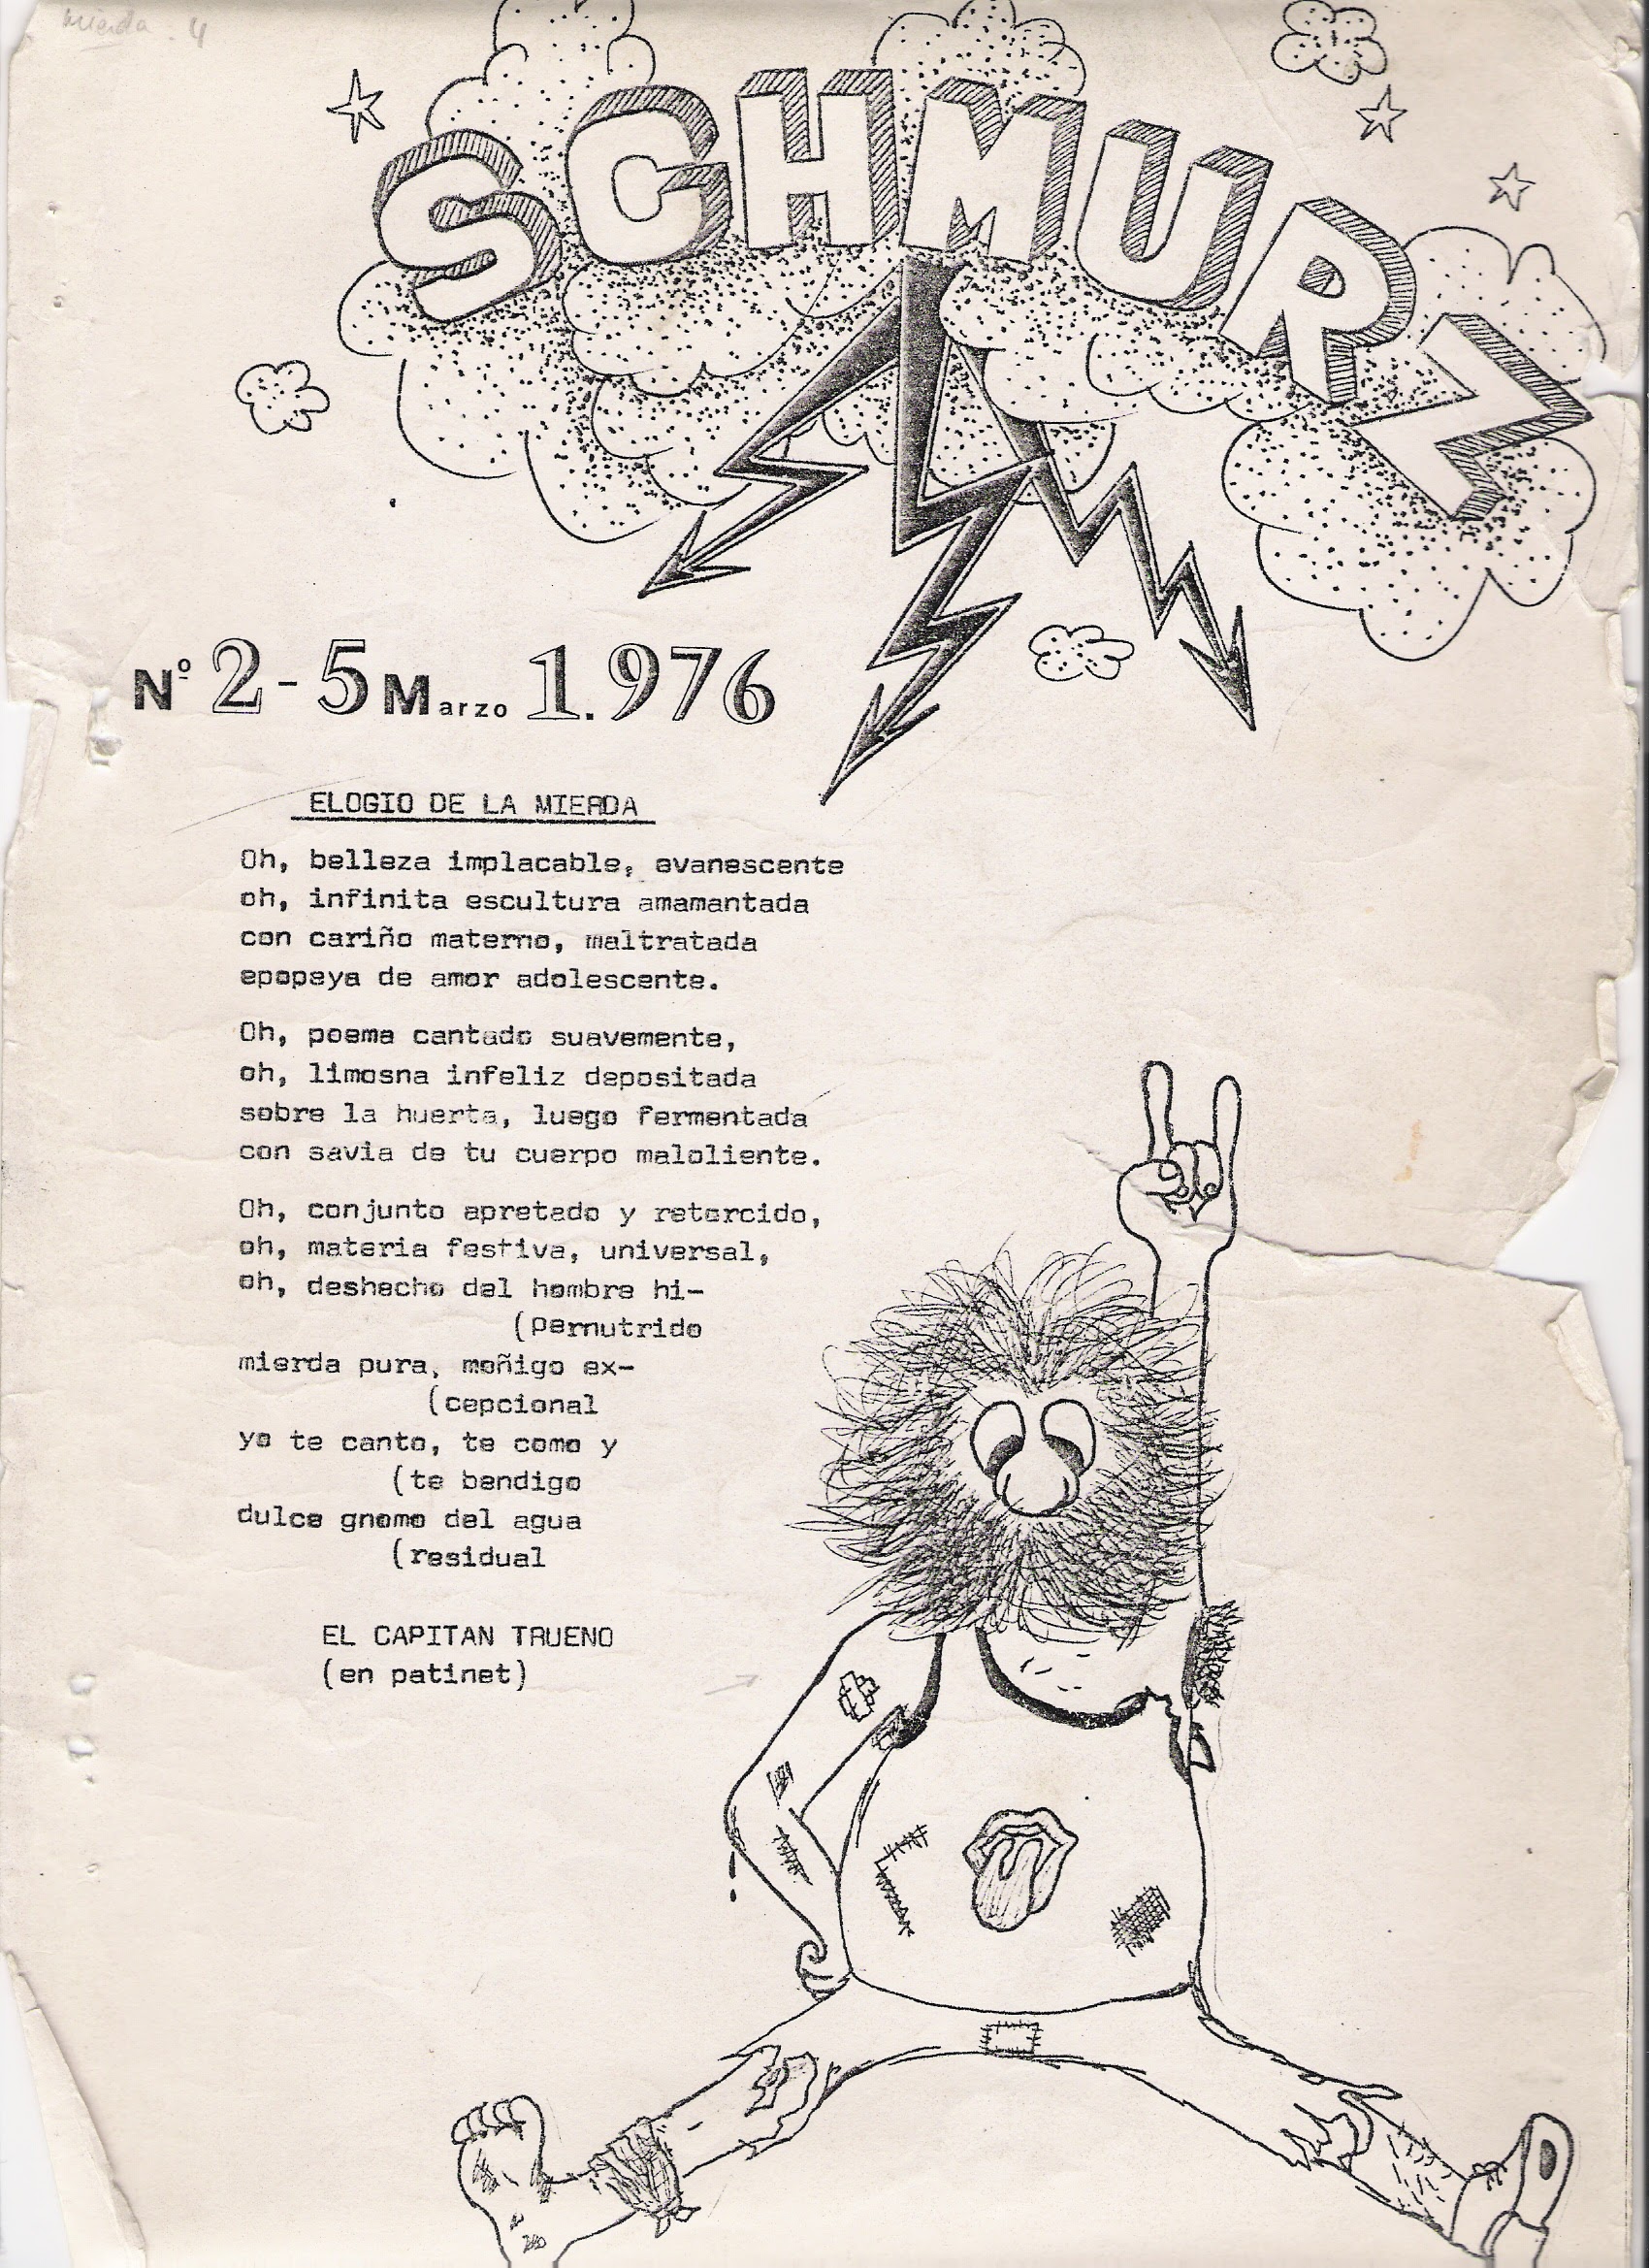 mierda - 4
SCHMURZ
Nº 2 - 5 Marzo 1.976
ELOGIO DE LA MIERDA
Oh, belleza implacable, evanescente
oh, infinita escultura amamantada
con cariño materno, maltratada
epopeya de amor adolescente.
Oh, poema cantado suavemente,
oh, limosna infeliz depositada
sobre la huerta, luego fermentada
con savia de tu cuerpo maloliente.
Oh, conjunto apretado y retorcido,
oh, materia festiva, universal,
oh, deshecho del hombre hi-
(pernutrido
mierda pura, moñigo ex-
(cepcional
yo te canto, te como y
(te bendigo
dulce gnomo del agua
(residual
EL CAPITAN TRUENO
(en patinet)